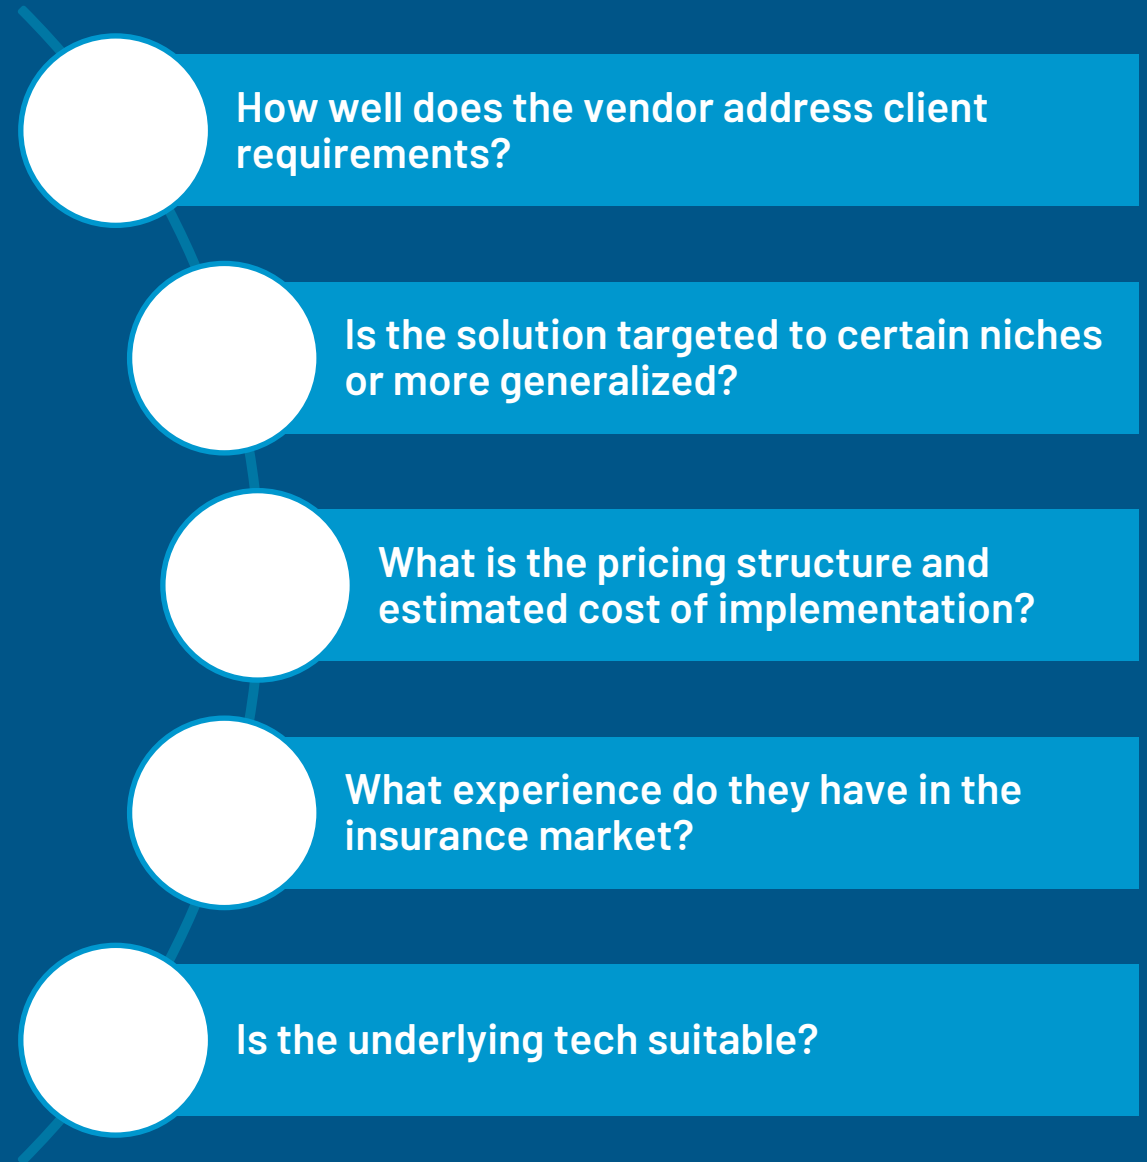 How well does the vendor address client
requirements?
Is the solution targeted to certain niches
or more generalized?
What is the pricing structure and
estimated cost of implementation?
What experience do they have in the
insurance market?
Is the underlying tech suitable?